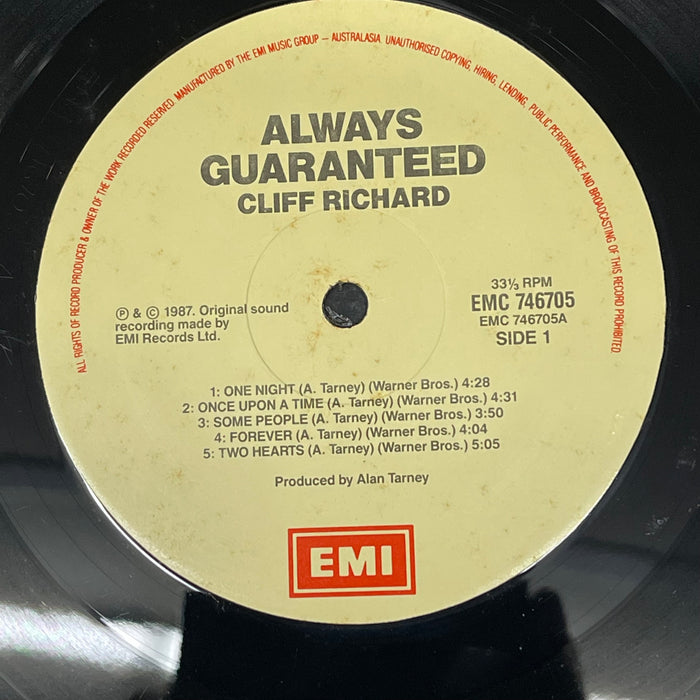 ALL RIGHTS OF RECORD PRODUCER & OWNER OF THE WORK RECORDED RESERVED. MANUFACTURED BY THE EMI MUSIC GROUP – AUSTRALASIA. UNAUTHORISED COPYING, HIRING, LENDING, PUBLIC PERFORMANCE AND BROADCASTING OF THIS RECORD PROHIBITED.
ALWAYS
GUARANTEED
CLIFF RICHARD
33⅓ RPM
EMC 746705
EMC 746705A
SIDE 1
℗ & © 1987. Original sound
recording made by
EMI Records Ltd.
1: ONE NIGHT (A. Tarney) (Warner Bros.) 4:28
2: ONCE UPON A TIME (A. Tarney) (Warner Bros.) 4:31
3: SOME PEOPLE (A. Tarney) (Warner Bros.) 3:50
4: FOREVER (A. Tarney) (Warner Bros.) 4:04
5: TWO HEARTS (A. Tarney) (Warner Bros.) 5:05
Produced by Alan Tarney
EMI